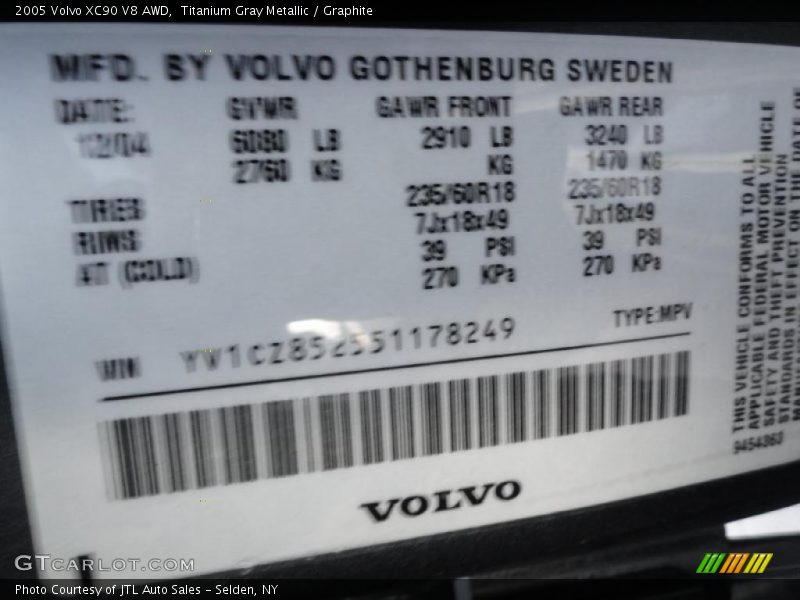 2005 Volvo XC90 V8 AWD, Titanium Gray Metallic / Graphite
MFD. BY VOLVO GOTHENBURG SWEDEN
DATE: GVWR GAWR FRONT GAWR REAR
12/04 6080 LB 2910 LB 3240 LB
2760 KG KG 1470 KG
TIRES 235/60R18 235/60R18
RIMS 7Jx18x49 7Jx18x49
AT (COLD) 39 PSI 39 PSI
270 KPa 270 KPa
VIN YV1CZ852551178249 TYPE:MPV
VOLVO
THIS VEHICLE CONFORMS TO ALL
APPLICABLE FEDERAL MOTOR VEHICLE
SAFETY AND THEFT PREVENTION
STANDARDS IN EFFECT ON THE DATE OF
9454863
GTCARLOT.COM
Photo Courtesy of JTL Auto Sales - Selden, NY